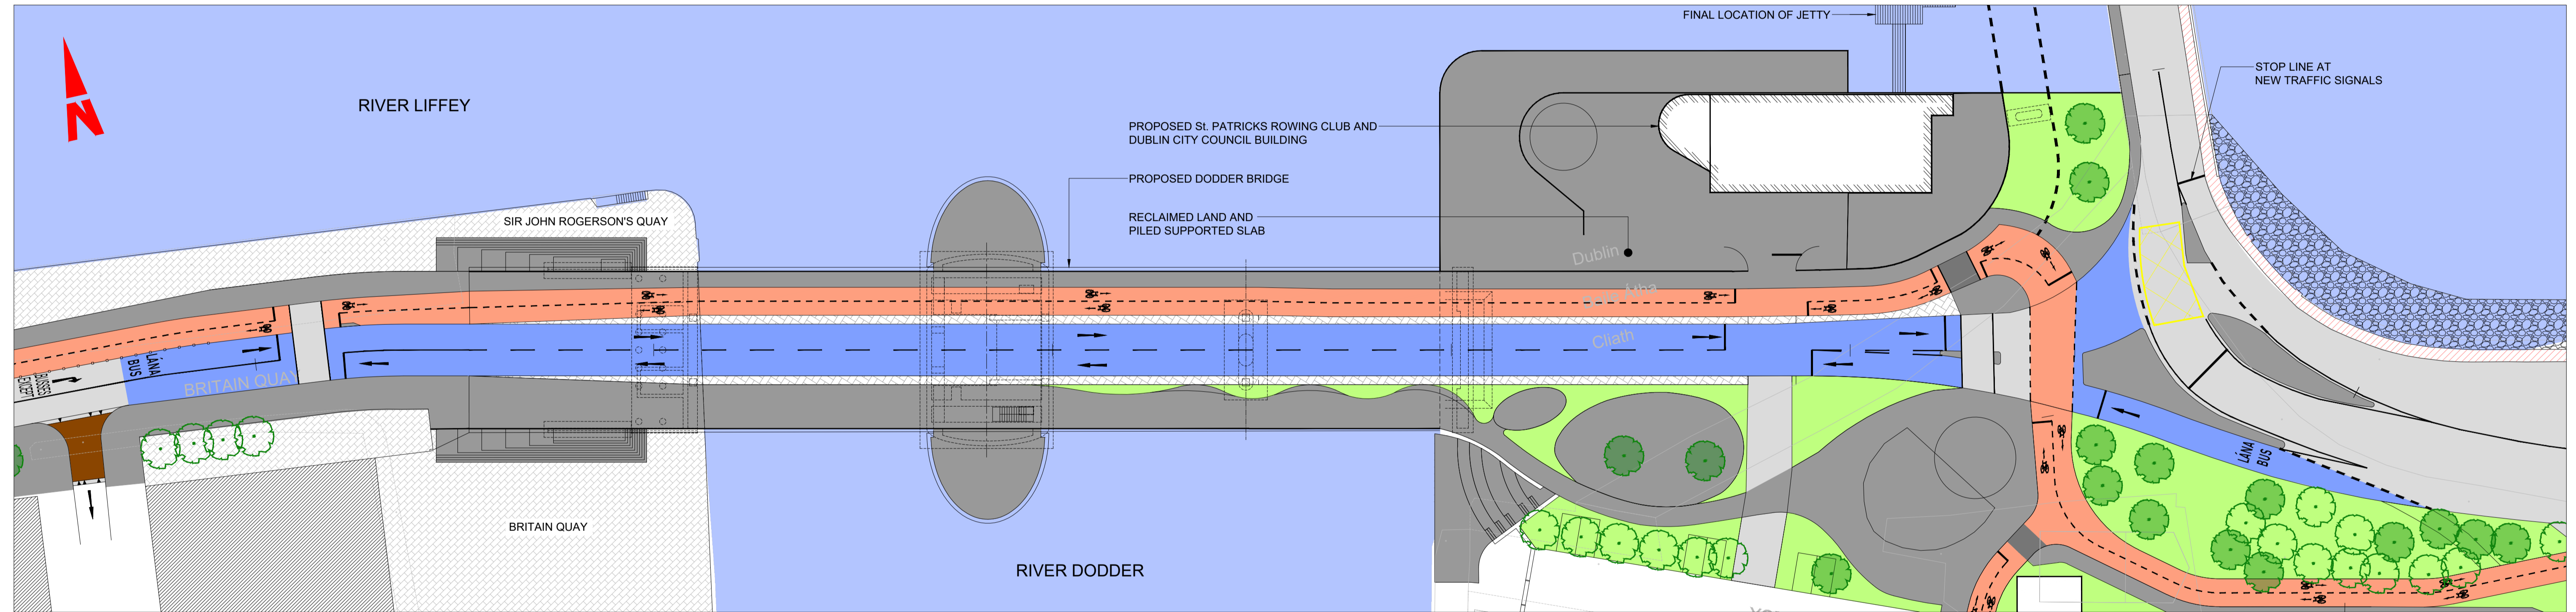 FINAL LOCATION OF JETTY
STOP LINE AT
NEW TRAFFIC SIGNALS
N
RIVER LIFFEY
PROPOSED St. PATRICKS ROWING CLUB AND
DUBLIN CITY COUNCIL BUILDING
PROPOSED DODDER BRIDGE
SIR JOHN ROGERSON'S QUAY
RECLAIMED LAND AND
PILED SUPPORTED SLAB
Dublin
Átha
Cliath
LÁNA
BUS
BUSSES
BRITAIN QUAY
LÁNA
BUS
BRITAIN QUAY
RIVER DODDER